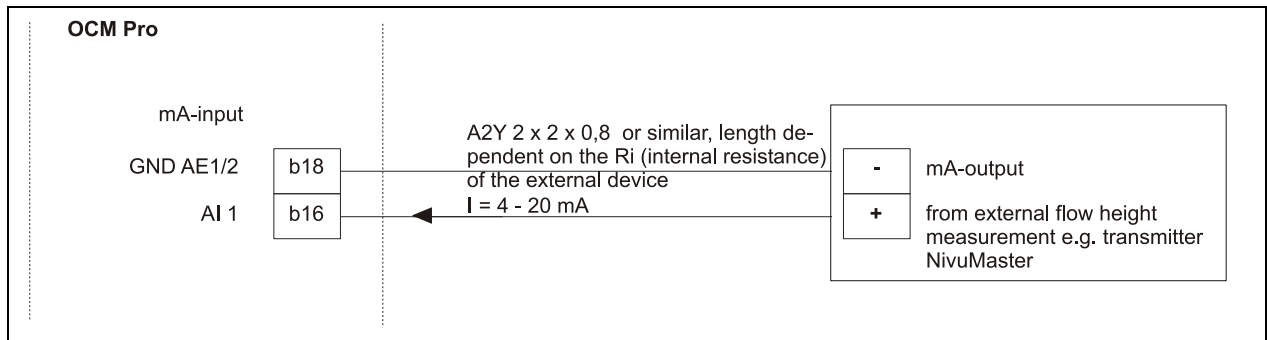 OCM Pro
mA-input
A2Y 2 x 2 x 0,8 or similar, length de-
pendent on the Ri (internal resistance)
of the external device
GND AE1/2 b18
- mA-output
I = 4 - 20 mA
AI 1 b16
+ from external flow height
measurement e.g. transmitter
NivuMaster